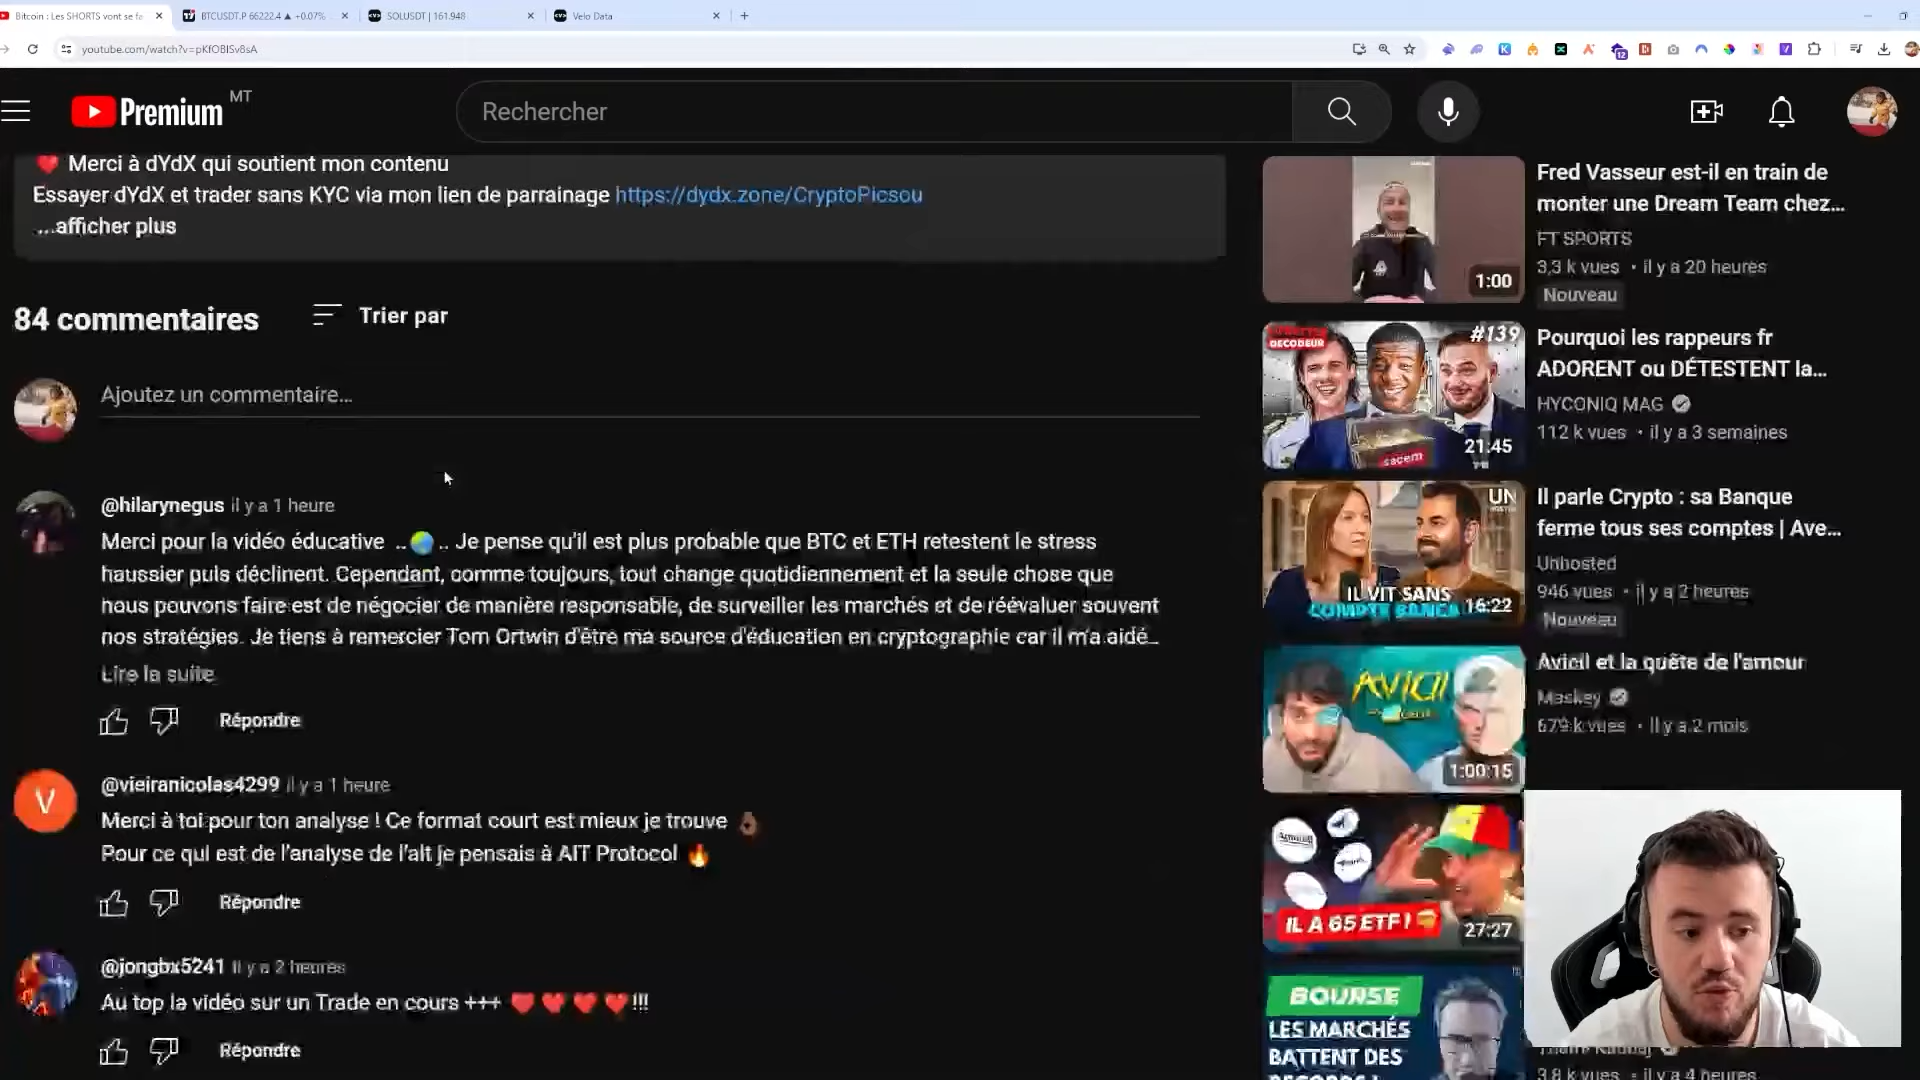 Bitcoin : Les SHORTS vont se fa
BTCUSDT.P 66222.4 ▲ +0.07%
SOLUSDT | 161.948
Velo Data
youtube.com/watch?v=pKfOBlSv8sA
Premium MT
Rechercher
❤️ Merci à dYdX qui soutient mon contenu
Essayer dYdX et trader sans KYC via mon lien de parrainage https://dydx.zone/CryptoPicsou
...afficher plus
84 commentaires
Trier par
Ajoutez un commentaire...
@hilarynegus il y a 1 heure
Merci pour la vidéo éducative ..🌍.. Je pense qu'il est plus probable que BTC et ETH retestent le stress
haussier puis déclinent. Cependant, comme toujours, tout change quotidiennement et la seule chose que
nous pouvons faire est de négocier de manière responsable, de surveiller les marchés et de réévaluer souvent
nos stratégies. Je tiens à remercier Tom Ortwin d'être ma source d'éducation en cryptographie car il m'a aidé…
Lire la suite
Répondre
V
@vieiranicolas4299 il y a 1 heure
Merci à toi pour ton analyse ! Ce format court est mieux je trouve 👌🏿
Pour ce qui est de l'analyse de l'alt je pensais à AIT Protocol 🔥
Répondre
@jongbx5241 il y a 2 heures
Au top la vidéo sur un Trade en cours +++ ❤️ ❤️ ❤️ ❤️!!!
Répondre
1:00
Fred Vasseur est-il en train de
monter une Dream Team chez...
FT SPORTS
3,3 k vues • il y a 20 heures
Nouveau
#139
DECODEUR
sacem
21:45
Pourquoi les rappeurs fr
ADORENT ou DÉTESTENT la...
HYCONIQ MAG
112 k vues • il y a 3 semaines
UN
IL VIT SANS
COMPTE BANCA
16:22
Il parle Crypto : sa Banque
ferme tous ses comptes | Ave...
Unhosted
946 vues • il y a 2 heures
Nouveau
AVICII
1:00:15
Avicii et la quête de l'amour
Maskey
679 k vues • il y a 2 mois
IL A 65 ETF !
27:27
BOURSE
LES MARCHÉS
BATTENT DES
3,8 k vues • il y a 4 heures